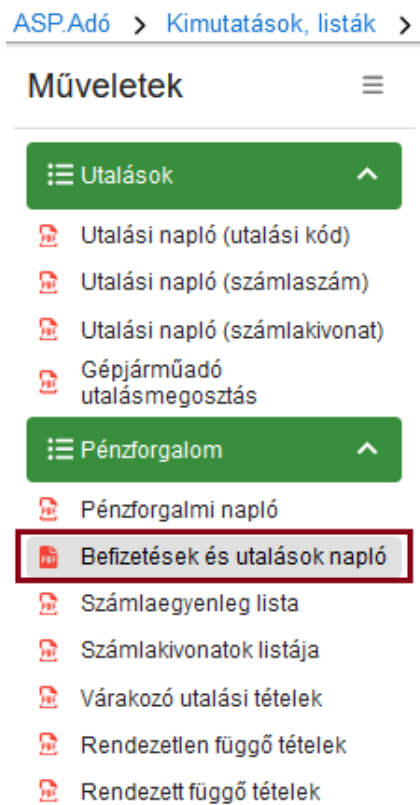 ASP.Adó > Kimutatások, listák >
Műveletek
Utalások
Utalási napló (utalási kód)
Utalási napló (számlaszám)
Utalási napló (számlakivonat)
Gépjárműadó
utalásmegosztás
Pénzforgalom
Pénzforgalmi napló
Befizetések és utalások napló
Számlaegyenleg lista
Számlakivonatok listája
Várakozó utalási tételek
Rendezetlen függő tételek
Rendezett függő tételek